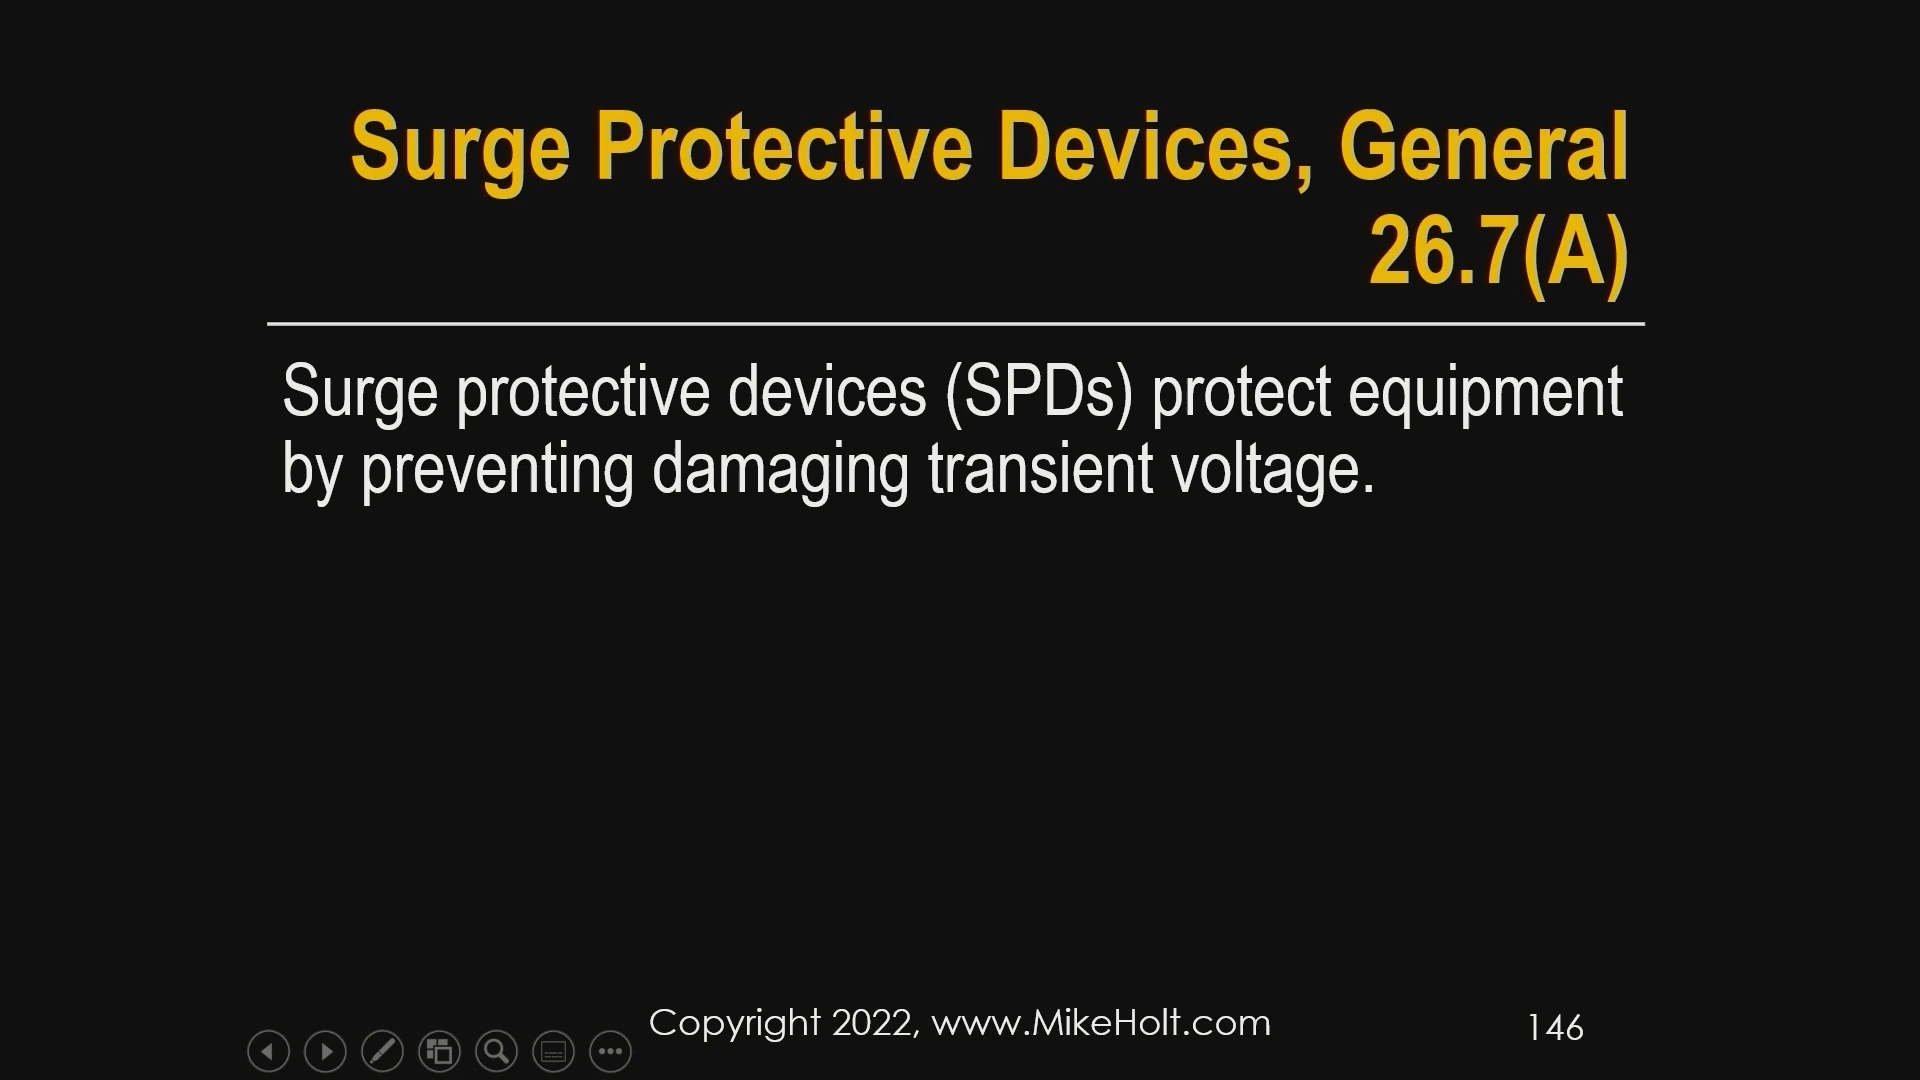 Surge Protective Devices, General
26.7(A)
Surge protective devices (SPDs) protect equipment
by preventing damaging transient voltage.
Copyright 2022, www.MikeHolt.com
146